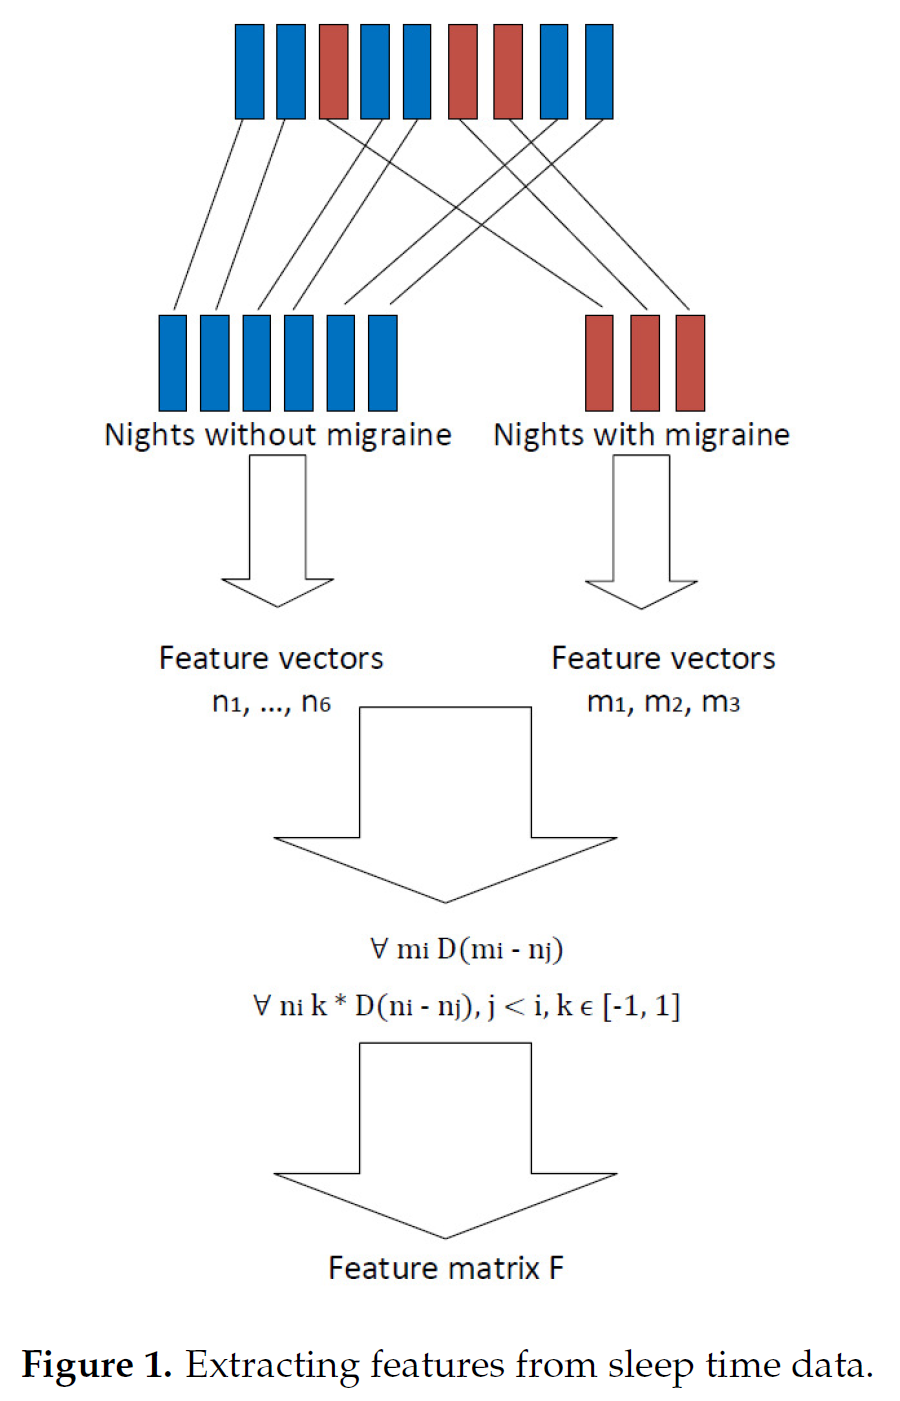 Nights without migraine Nights with migraine
Feature vectors Feature vectors
n1, ..., n6 m1, m2, m3
∀ mi D(mi - nj)
∀ ni k * D(ni - nj), j < i, k ϵ [-1, 1]
Feature matrix F
Figure 1. Extracting features from sleep time data.